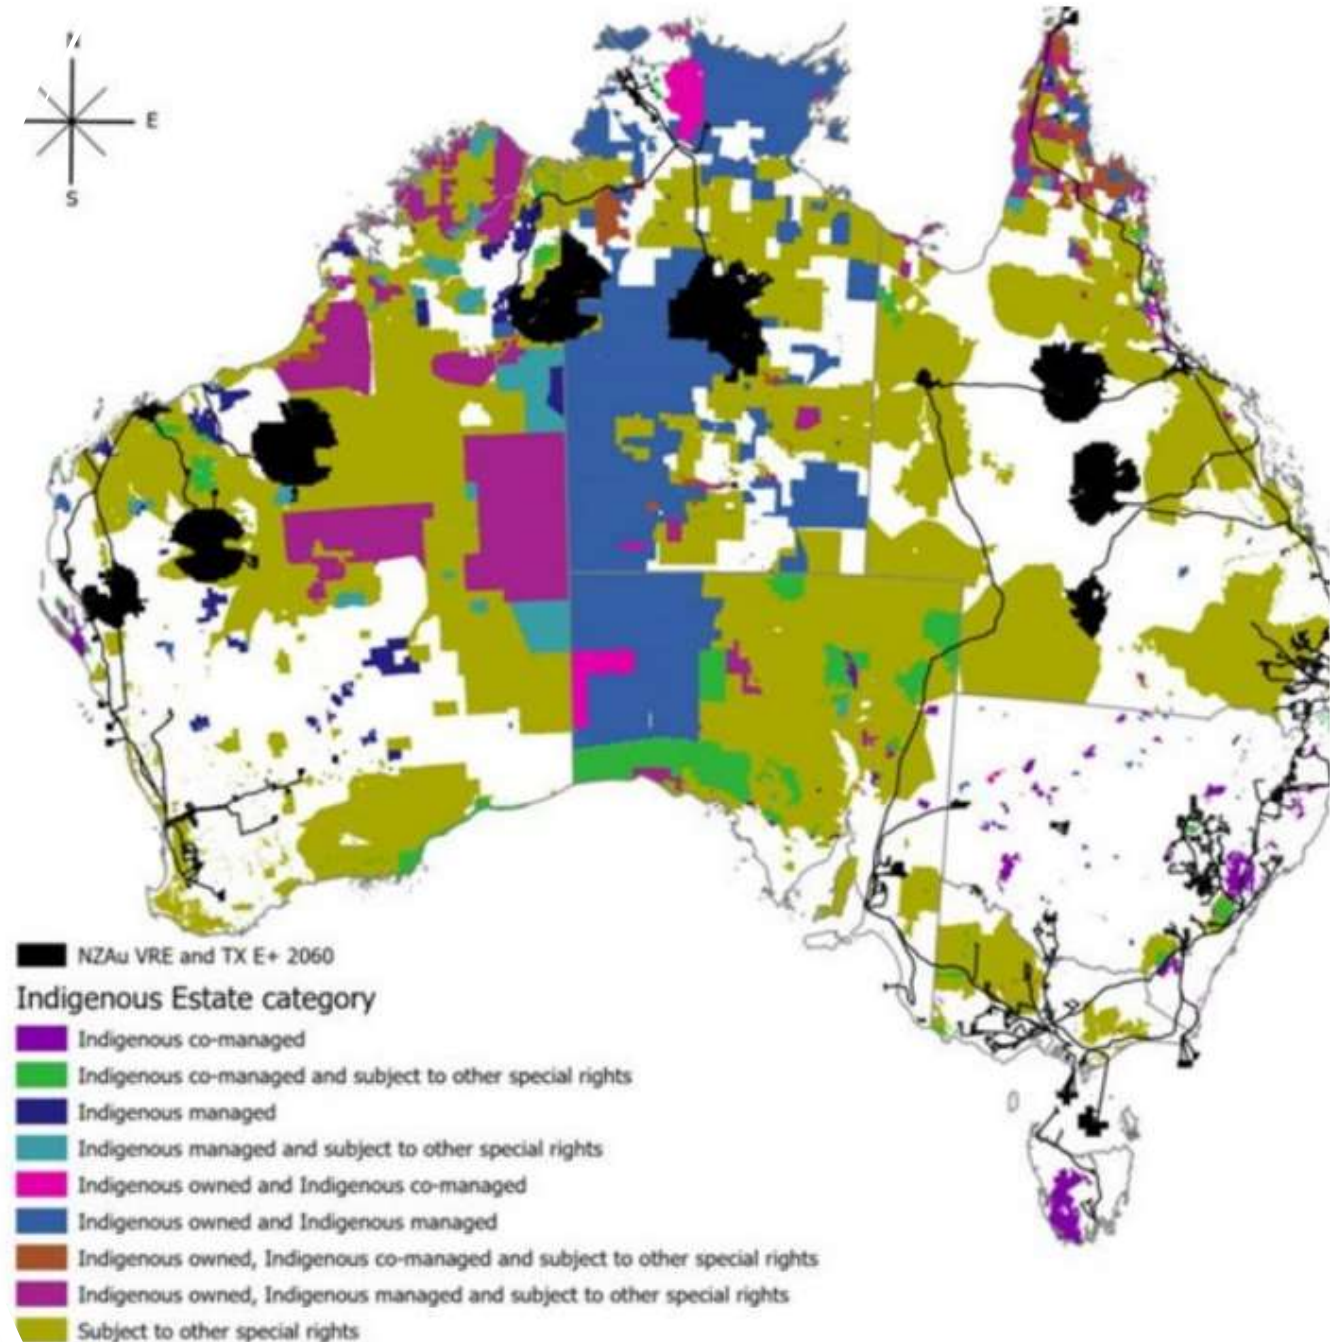 E
S
NZAu VRE and TX E+ 2060
Indigenous Estate category
Indigenous co-managed
Indigenous co-managed and subject to other special rights
Indigenous managed
Indigenous managed and subject to other special rights
Indigenous owned and Indigenous co-managed
Indigenous owned and Indigenous managed
Indigenous owned, Indigenous co-managed and subject to other special rights
Indigenous owned, Indigenous managed and subject to other special rights
Subject to other special rights